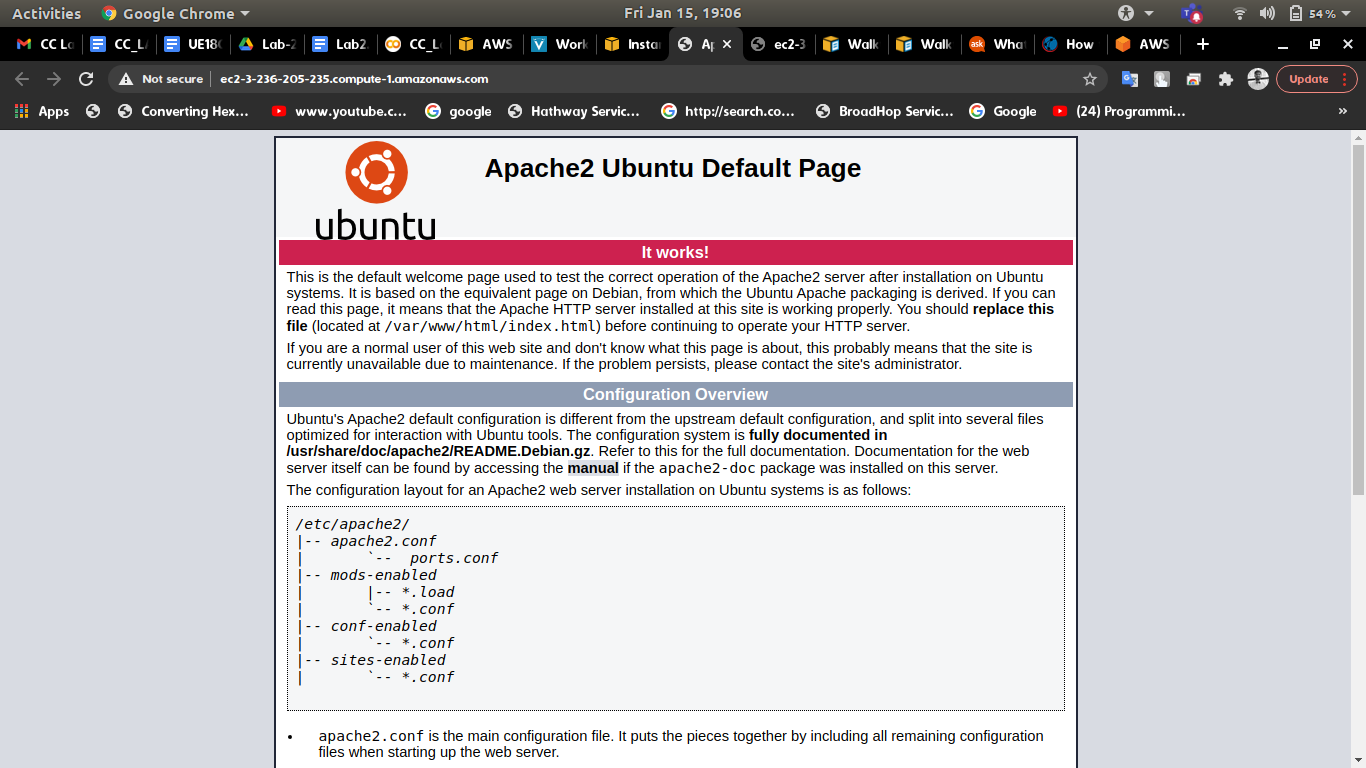 Activities Google Chrome Fri Jan 15, 19:06 54 %
CC Lo CC_L UE18 Lab-2 Lab2. CC_L AWS Work Insta Ap ec2-3 Walk Walk ask What How AWS
Not secure ec2-3-236-205-235.compute-1.amazonaws.com Update
Apps Converting Hex... www.youtube.c... google Hathway Servic... http://search.co... BroadHop Servic... Google (24) Programmi... »
ubuntu
Apache2 Ubuntu Default Page
It works!
This is the default welcome page used to test the correct operation of the Apache2 server after installation on Ubuntu
systems. It is based on the equivalent page on Debian, from which the Ubuntu Apache packaging is derived. If you can
read this page, it means that the Apache HTTP server installed at this site is working properly. You should replace this
file (located at /var/www/html/index.html) before continuing to operate your HTTP server.
If you are a normal user of this web site and don't know what this page is about, this probably means that the site is
currently unavailable due to maintenance. If the problem persists, please contact the site's administrator.
Configuration Overview
Ubuntu's Apache2 default configuration is different from the upstream default configuration, and split into several files
optimized for interaction with Ubuntu tools. The configuration system is fully documented in
/usr/share/doc/apache2/README.Debian.gz. Refer to this for the full documentation. Documentation for the web
server itself can be found by accessing the manual if the apache2-doc package was installed on this server.
The configuration layout for an Apache2 web server installation on Ubuntu systems is as follows:
/etc/apache2/
|-- apache2.conf
|       `--  ports.conf
|-- mods-enabled
|       |-- *.load
|       `-- *.conf
|-- conf-enabled
|       `-- *.conf
|-- sites-enabled
|       `-- *.conf
• apache2.conf is the main configuration file. It puts the pieces together by including all remaining configuration
files when starting up the web server.